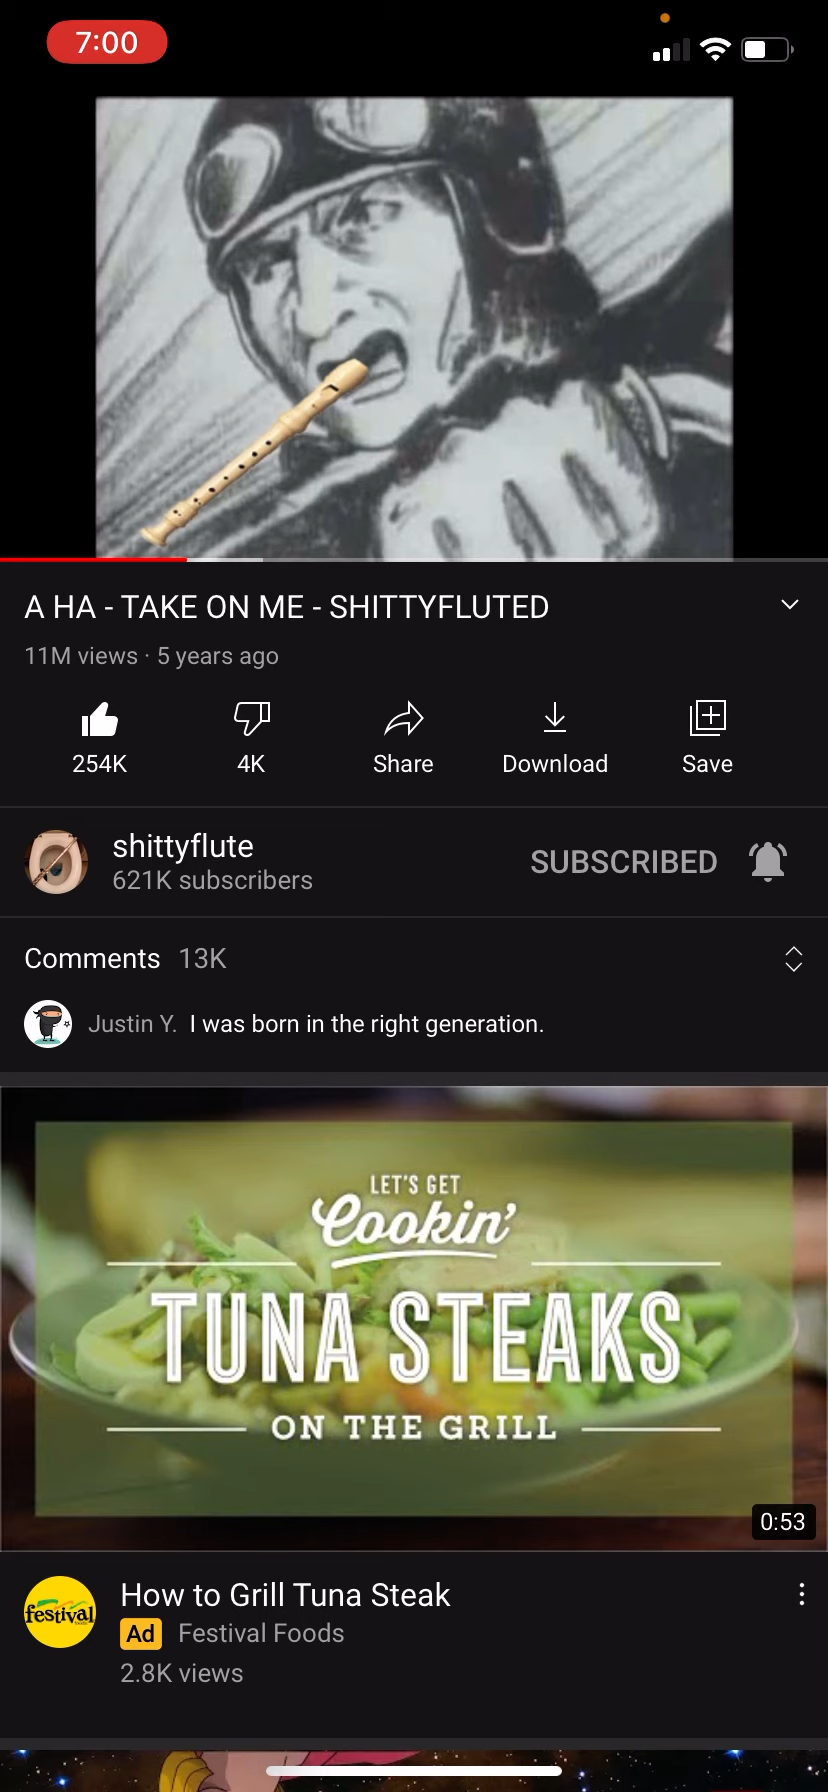 7:00
A HA - TAKE ON ME - SHITTYFLUTED
11M views · 5 years ago
254K
4K
Share
Download
Save
shittyflute
621K subscribers
SUBSCRIBED
Comments 13K
Justin Y. I was born in the right generation.
LET'S GET
Cookin'
TUNA STEAKS
ON THE GRILL
0:53
festival
How to Grill Tuna Steak
Ad Festival Foods
2.8K views